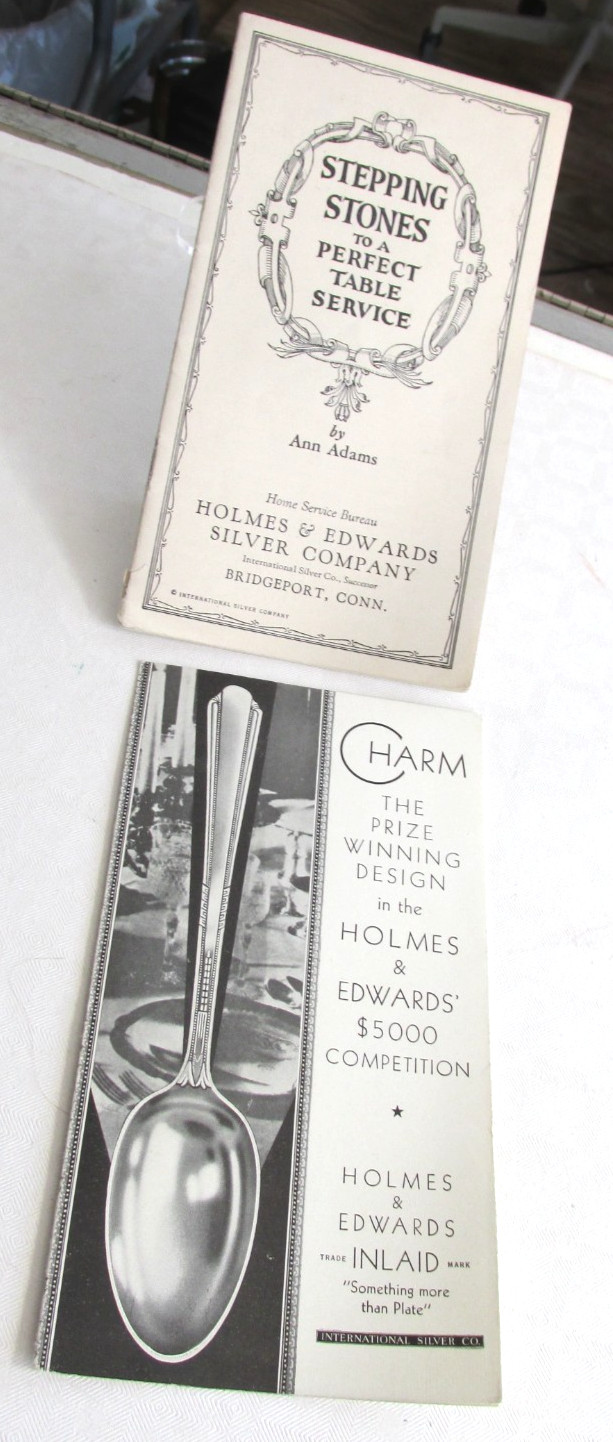 STEPPING
STONES
TO A
PERFECT
TABLE
SERVICE
by
Ann Adams
Home Service Bureau
HOLMES & EDWARDS
SILVER COMPANY
International Silver Co., Successor
BRIDGEPORT, CONN.
© INTERNATIONAL SILVER COMPANY
CHARM
THE
PRIZE
WINNING
DESIGN
in the
HOLMES
&
EDWARDS'
$5000
COMPETITION
★
HOLMES
&
EDWARDS
TRADE INLAID MARK
"Something more
than Plate"
INTERNATIONAL SILVER CO.